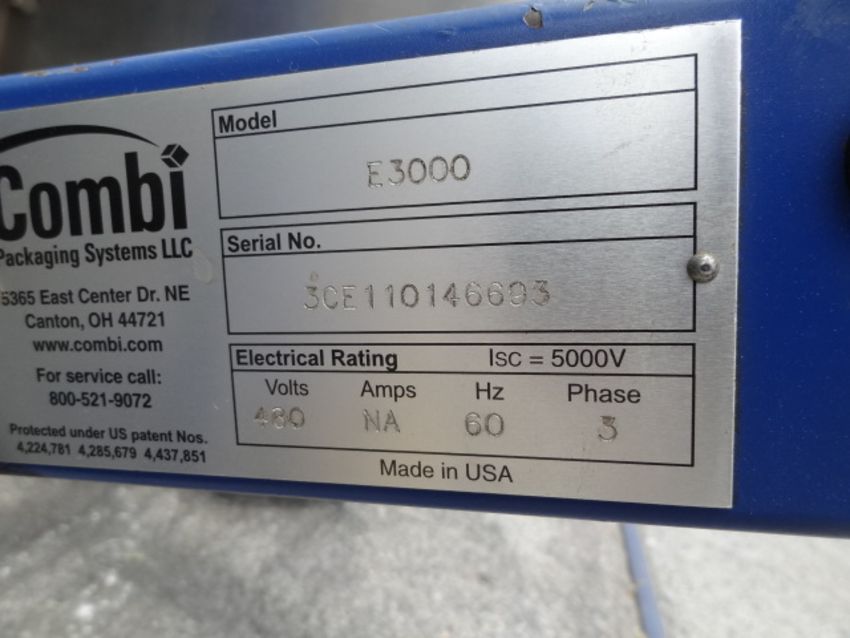 Combi
Packaging Systems LLC
5365 East Center Dr. NE
Canton, OH 44721
www.combi.com
For service call:
800-521-9072
Protected under US patent Nos.
4,224,781 4,285,679 4,437,851
Model
E3000
Serial No.
3CE110146693
Electrical Rating ISC = 5000V
Volts Amps Hz Phase
480 NA 60 3
Made in USA